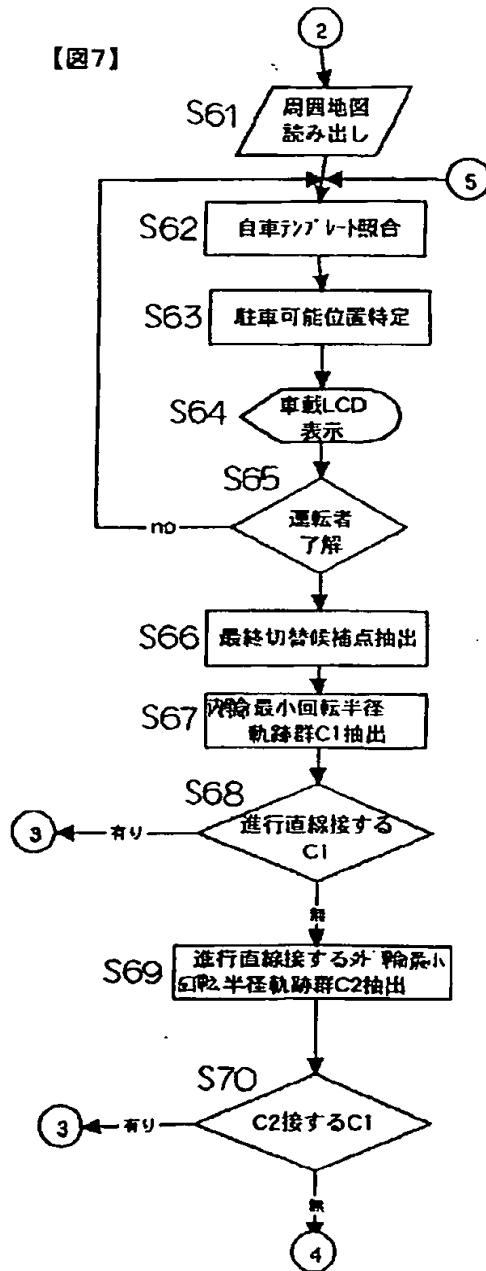 【図7】
2
S61
周囲地図
読み出し
5
S62
自車テンプレート照合
S63
駐車可能位置特定
S64
車載LCD
表示
S65
運転者
了解
no
S66
最終切替候補点抽出
S67
内輪最小回転半径
軌跡群C1抽出
S68
進行直線接する
C1
3
有り
無
S69
進行直線接する外輪最小
回転半径軌跡群C2抽出
S70
C2接するC1
3
有り
無
4